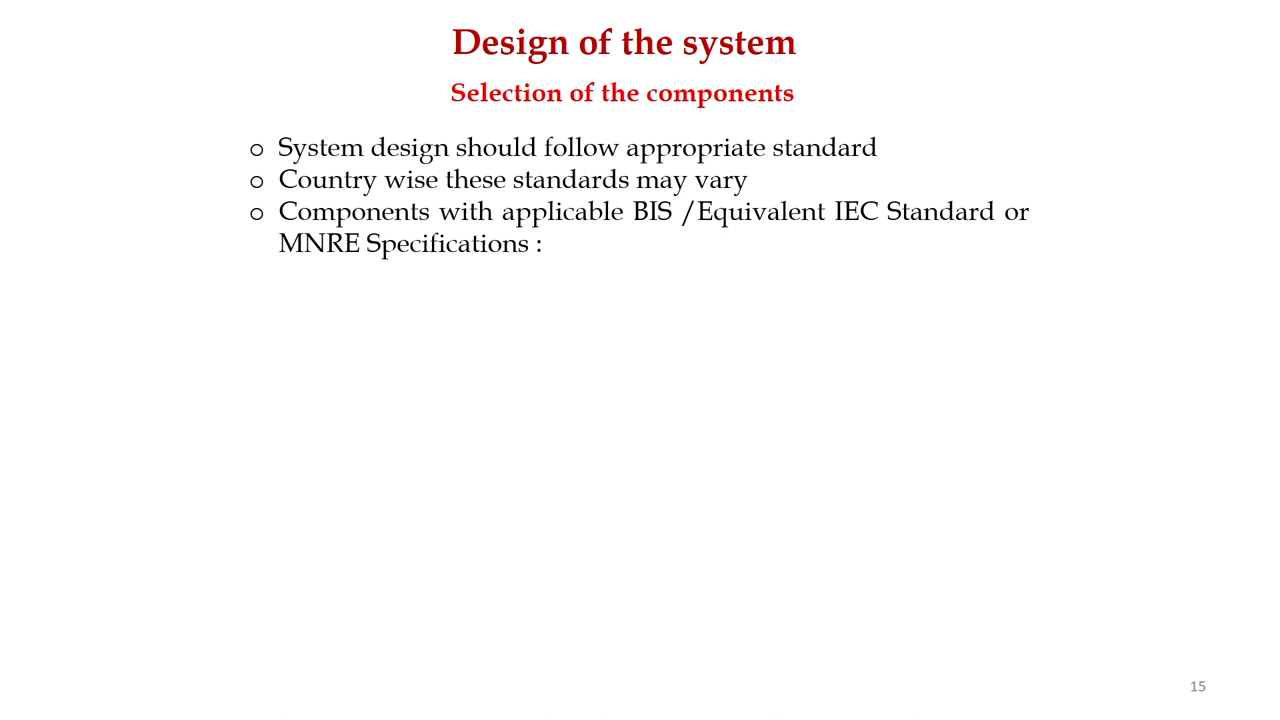 Design of the system
Selection of the components
o System design should follow appropriate standard
o Country wise these standards may vary
o Components with applicable BIS /Equivalent IEC Standard or
MNRE Specifications :
15